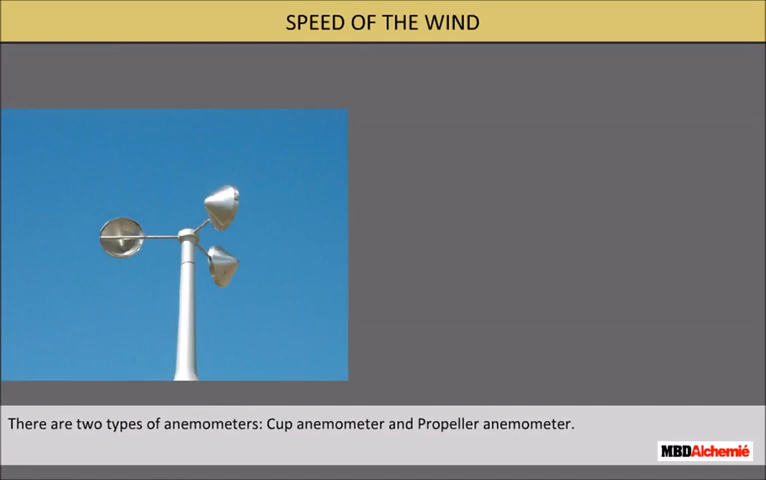 SPEED OF THE WIND
There are two types of anemometers: Cup anemometer and Propeller anemometer.
MBDAlchemié